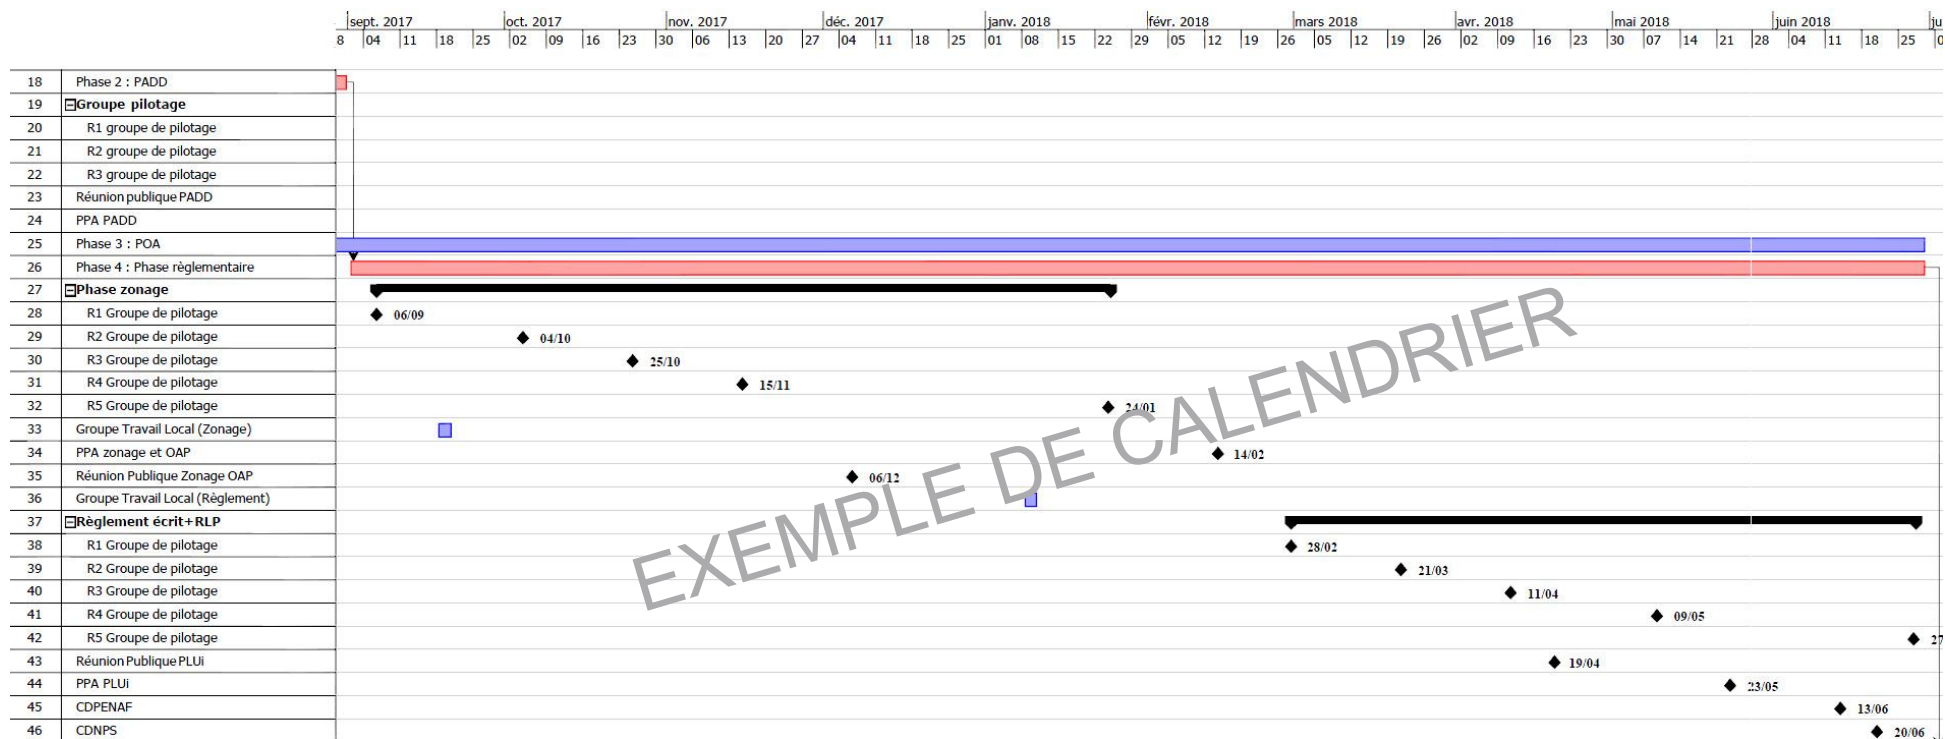 sept. 2017 oct. 2017 nov. 2017 déc. 2017 janv. 2018 févr. 2018 mars 2018 avr. 2018 mai 2018 juin 2018 ju
8 04 11 18 25 02 09 16 23 30 06 13 20 27 04 11 18 25 01 08 15 22 29 05 12 19 26 05 12 19 26 02 09 16 23 30 07 14 21 28 04 11 18 25 0
18 Phase 2 : PADD
19 Groupe pilotage
20 R1 groupe de pilotage
21 R2 groupe de pilotage
22 R3 groupe de pilotage
23 Réunion publique PADD
24 PPA PADD
25 Phase 3 : POA
26 Phase 4 : Phase règlementaire
27 Phase zonage
28 R1 Groupe de pilotage 06/09
29 R2 Groupe de pilotage 04/10
30 R3 Groupe de pilotage 25/10
31 R4 Groupe de pilotage 15/11
32 R5 Groupe de pilotage 24/01
33 Groupe Travail Local (Zonage)
34 PPA zonage et OAP 14/02
35 Réunion Publique Zonage OAP 06/12
36 Groupe Travail Local (Règlement)
37 Règlement écrit+RLP
38 R1 Groupe de pilotage 28/02
39 R2 Groupe de pilotage 21/03
40 R3 Groupe de pilotage 11/04
41 R4 Groupe de pilotage 09/05
42 R5 Groupe de pilotage 27
43 Réunion Publique PLUi 19/04
44 PPA PLUi 23/05
45 CDPENAF 13/06
46 CDNPS 20/06
EXEMPLE DE CALENDRIER